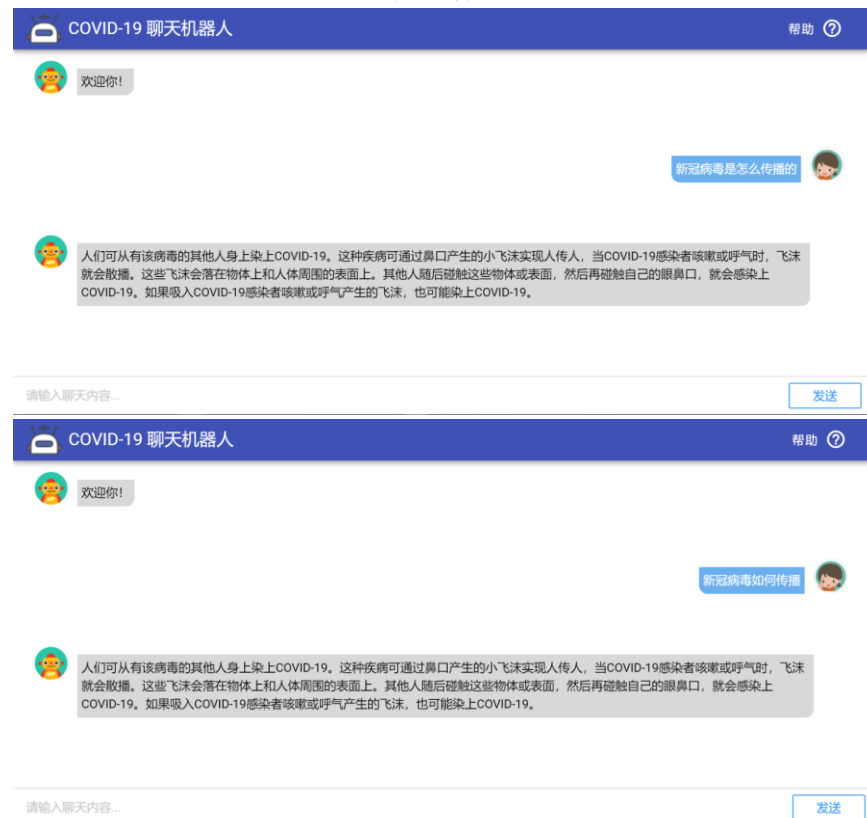 COVID-19 聊天机器人
帮助
欢迎你!
新冠病毒是怎么传播的
人们可从有该病毒的其他人身上染上COVID-19。这种疾病可通过鼻口产生的小飞沫实现人传人，当COVID-19感染者咳嗽或呼气时，飞沫
就会散播。这些飞沫会落在物体上和人体周围的表面上。其他人随后碰触这些物体或表面，然后再碰触自己的眼鼻口，就会感染上
COVID-19。如果吸入COVID-19感染者咳嗽或呼气产生的飞沫，也可能染上COVID-19。
请输入聊天内容...
发送
COVID-19 聊天机器人
帮助
欢迎你!
新冠病毒如何传播
人们可从有该病毒的其他人身上染上COVID-19。这种疾病可通过鼻口产生的小飞沫实现人传人，当COVID-19感染者咳嗽或呼气时，飞沫
就会散播。这些飞沫会落在物体上和人体周围的表面上。其他人随后碰触这些物体或表面，然后再碰触自己的眼鼻口，就会感染上
COVID-19。如果吸入COVID-19感染者咳嗽或呼气产生的飞沫，也可能染上COVID-19。
请输入聊天内容...
发送